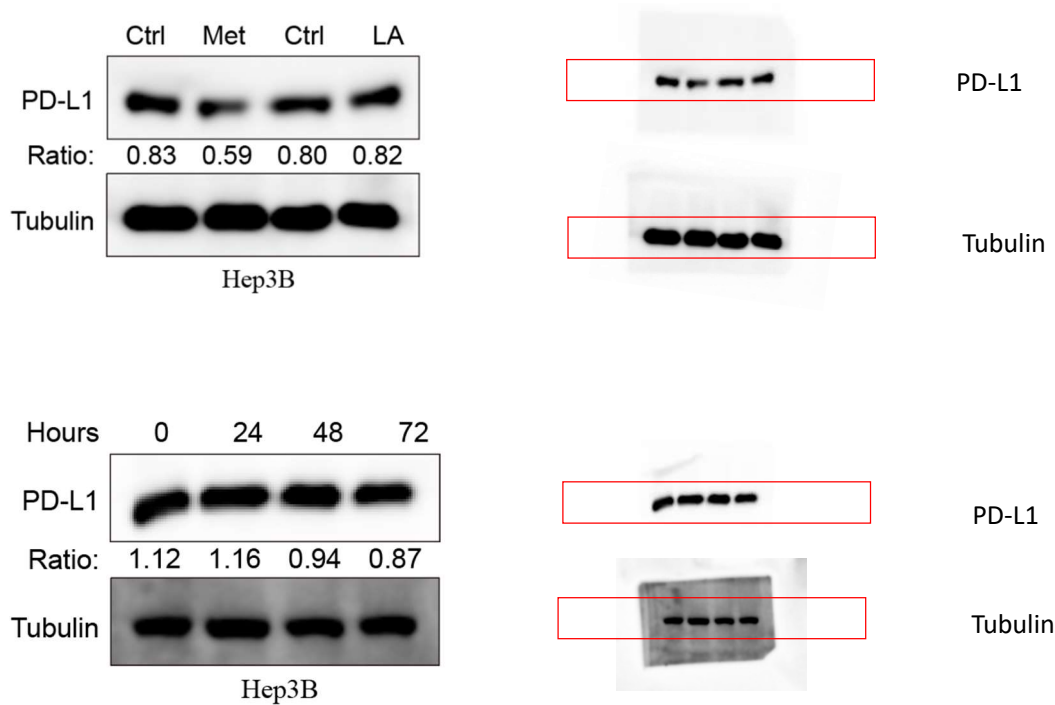 Ctrl Met Ctrl LA
PD-L1
PD-L1
Ratio: 0.83 0.59 0.80 0.82
Tubulin
Tubulin
Hep3B
Hours 0 24 48 72
PD-L1
PD-L1
Ratio: 1.12 1.16 0.94 0.87
Tubulin
Tubulin
Hep3B